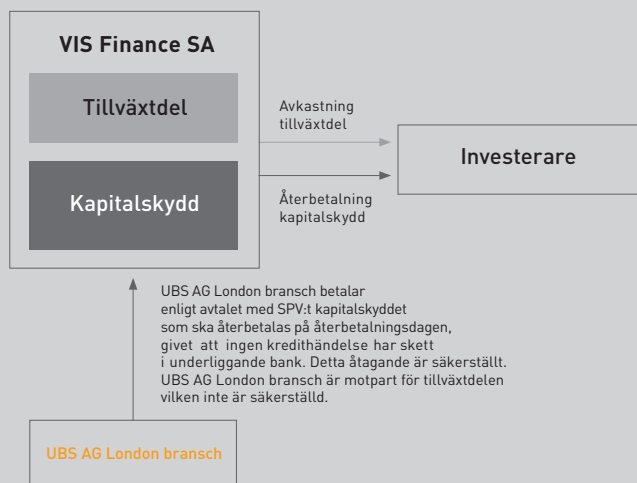 VIS Finance SA
Tillväxtdel
Kapitalskydd
Avkastning
tillväxtdel
Investerare
Återbetalning
kapitalskydd
UBS AG London bransch betalar
enligt avtalet med SPV:t kapitalskyddet
som ska återbetalas på återbetalningsdagen,
givet att ingen kredithändelse har skett
i underliggande bank. Detta åtagande är säkerställt.
UBS AG London bransch är motpart för tillväxtdelen
vilken inte är säkerställd.
UBS AG London bransch